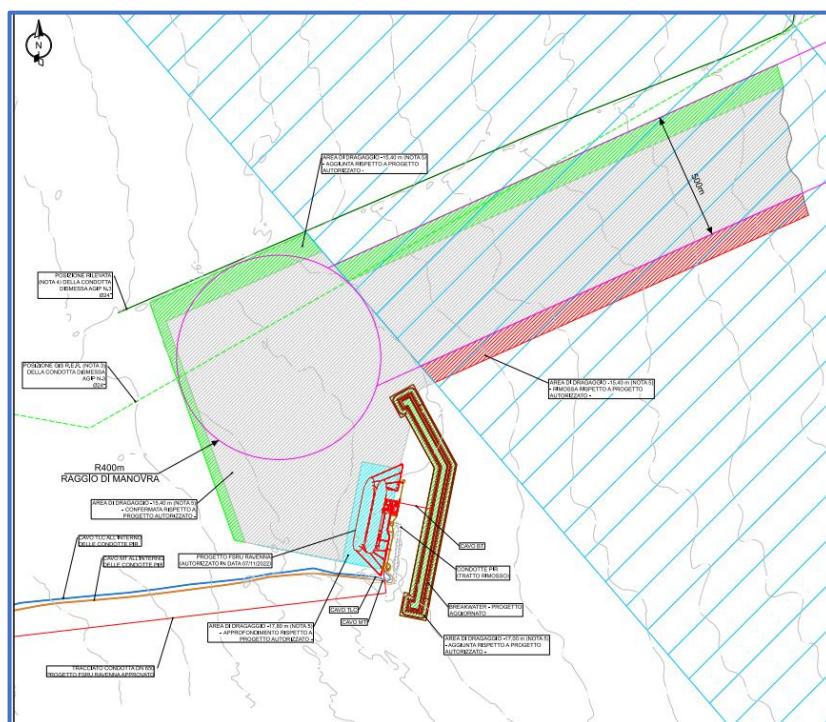 N
AREA DI DRAGAGGIO -15,40 m (NOTA 5)
- AGGIUNTA RISPETTO A PROGETTO
AUTORIZZATO -
500m
POSIZIONE RILEVATA
(NOTA 4) DELLA CONDOTTA
DISMESSA AGIP N.3
Ø24"
POSIZIONE GIS R.E.R. (NOTA 3)
DELLA CONDOTTA DISMESSA
AGIP N.3
Ø24"
AREA DI DRAGAGGIO -15,40 m (NOTA 5)
- RIMOSSA RISPETTO A PROGETTO
AUTORIZZATO -
R400m
RAGGIO DI MANOVRA
AREA DI DRAGAGGIO -15,40 m (NOTA 5)
- CONFERMATA RISPETTO A
PROGETTO AUTORIZZATO -
CAVO TLC ALL'INTERNO
DELLE CONDOTTE PIR
CAVO MT ALL'INTERNO
DELLE CONDOTTE PIR
PROGETTO FSRU RAVENNA
(AUTORIZZATO IN DATA 07/11/2022)
CAVO BT
CONDOTTE PIR
(TRATTO RIMOSSO)
CAVO TLC
CAVO MT
BREAKWATER - PROGETTO
AGGIORNATO
AREA DI DRAGAGGIO -17,80 m (NOTA 5)
- APPROFONDIMENTO RISPETTO A
PROGETTO AUTORIZZATO -
AREA DI DRAGAGGIO -17,00 m (NOTA 5)
- AGGIUNTA RISPETTO A PROGETTO
AUTORIZZATO -
TRACCIATO CONDOTTA DN 650
PROGETTO FSRU RAVENNA APPROVATO